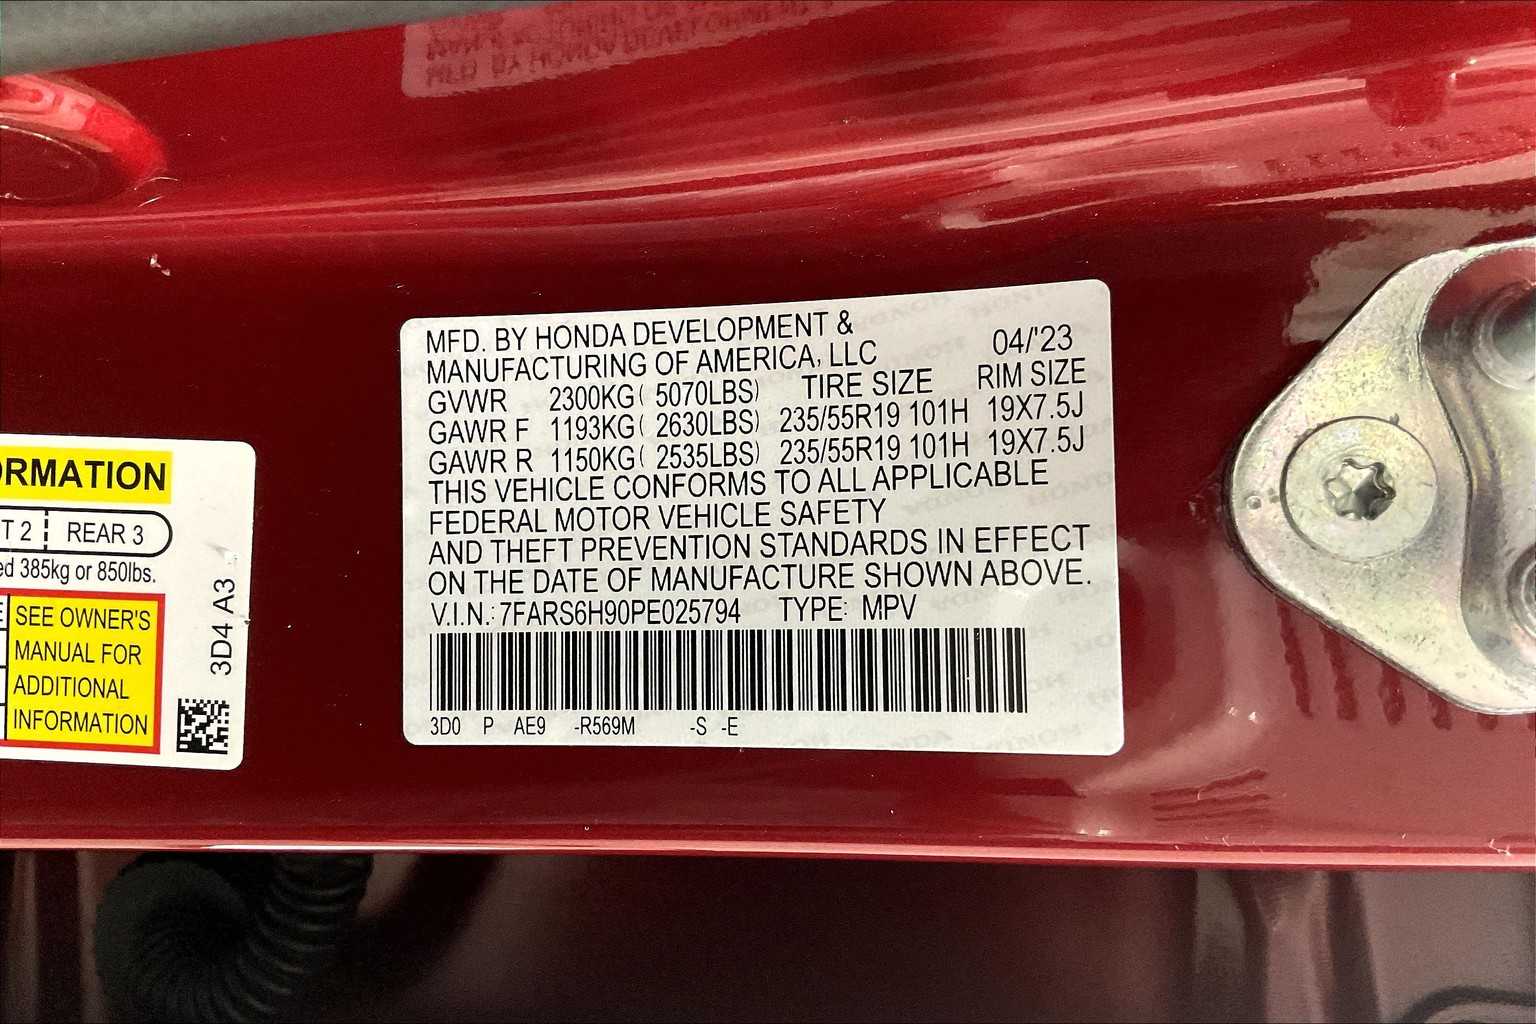 MFD. BY HONDA DEVELOPMENT &
MANUFACTURING OF AMERICA, LLC 04/'23
GVWR 2300KG( 5070LBS) TIRE SIZE RIM SIZE
GAWR F 1193KG( 2630LBS) 235/55R19 101H 19X7.5J
GAWR R 1150KG( 2535LBS) 235/55R19 101H 19X7.5J
THIS VEHICLE CONFORMS TO ALL APPLICABLE
FEDERAL MOTOR VEHICLE SAFETY
AND THEFT PREVENTION STANDARDS IN EFFECT
ON THE DATE OF MANUFACTURE SHOWN ABOVE.
V.I.N.: 7FARS6H90PE025794 TYPE: MPV
3D0 P AE9 -R569M -S -E
ORMATION
T 2 REAR 3
ed 385kg or 850lbs.
SEE OWNER'S
MANUAL FOR
ADDITIONAL
INFORMATION
3D4 A3